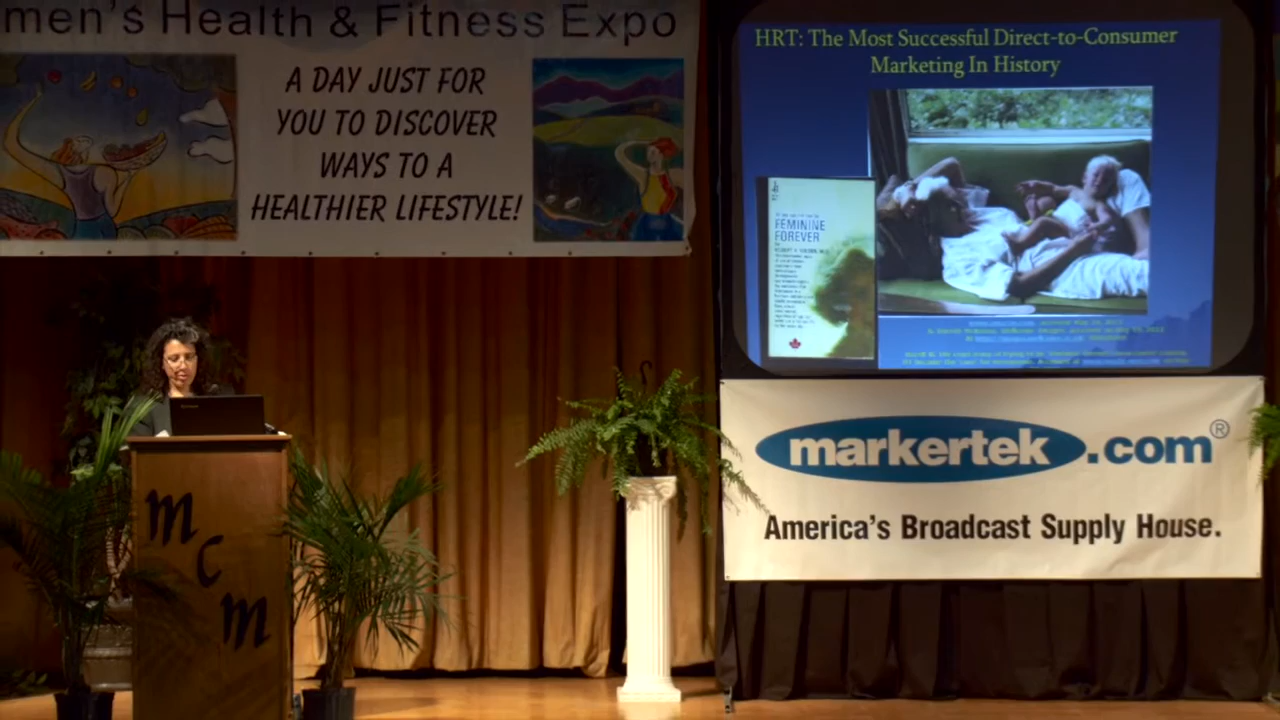 men's Health & Fitness Expo
A DAY JUST FOR
YOU TO DISCOVER
WAYS TO A
HEALTHIER LIFESTYLE!
HRT: The Most Successful Direct-to-Consumer
Marketing In History
FEMININE
FOREVER
markertek.com®
America's Broadcast Supply House.
m
c
m